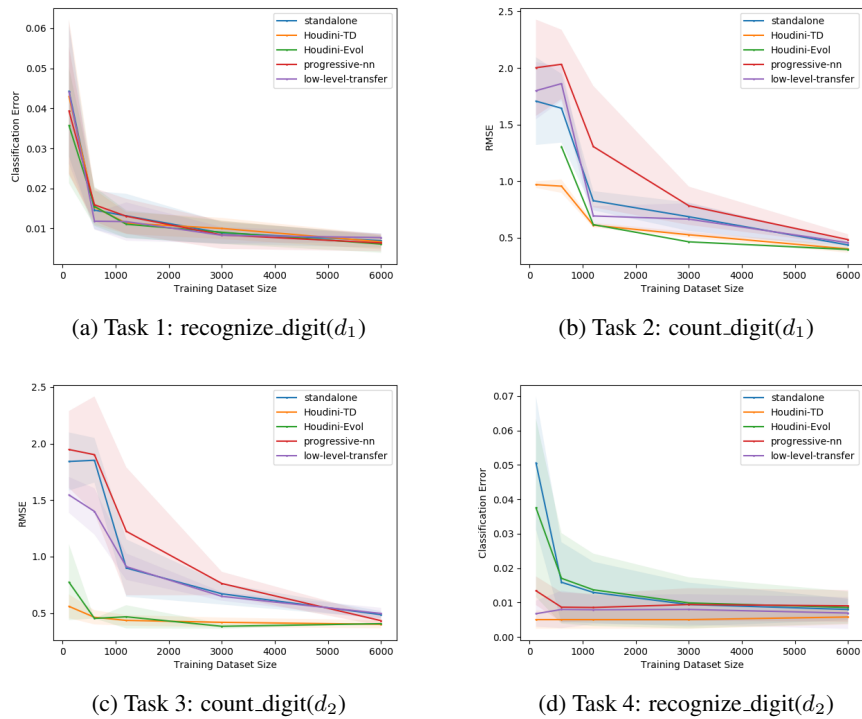 0.06
0.05
0.04
0.03
0.02
0.01
Classification Error
0 1000 2000 3000 4000 5000 6000
Training Dataset Size
standalone
Houdini-TD
Houdini-Evol
progressive-nn
low-level-transfer
(a) Task 1: recognize_digit(d₁)
2.5
2.0
1.5
1.0
0.5
RMSE
0 1000 2000 3000 4000 5000 6000
Training Dataset Size
standalone
Houdini-TD
Houdini-Evol
progressive-nn
low-level-transfer
(b) Task 2: count_digit(d₁)
2.5
2.0
1.5
1.0
0.5
RMSE
0 1000 2000 3000 4000 5000 6000
Training Dataset Size
standalone
Houdini-TD
Houdini-Evol
progressive-nn
low-level-transfer
(c) Task 3: count_digit(d₂)
0.07
0.06
0.05
0.04
0.03
0.02
0.01
0.00
Classification Error
0 1000 2000 3000 4000 5000 6000
Training Dataset Size
standalone
Houdini-TD
Houdini-Evol
progressive-nn
low-level-transfer
(d) Task 4: recognize_digit(d₂)